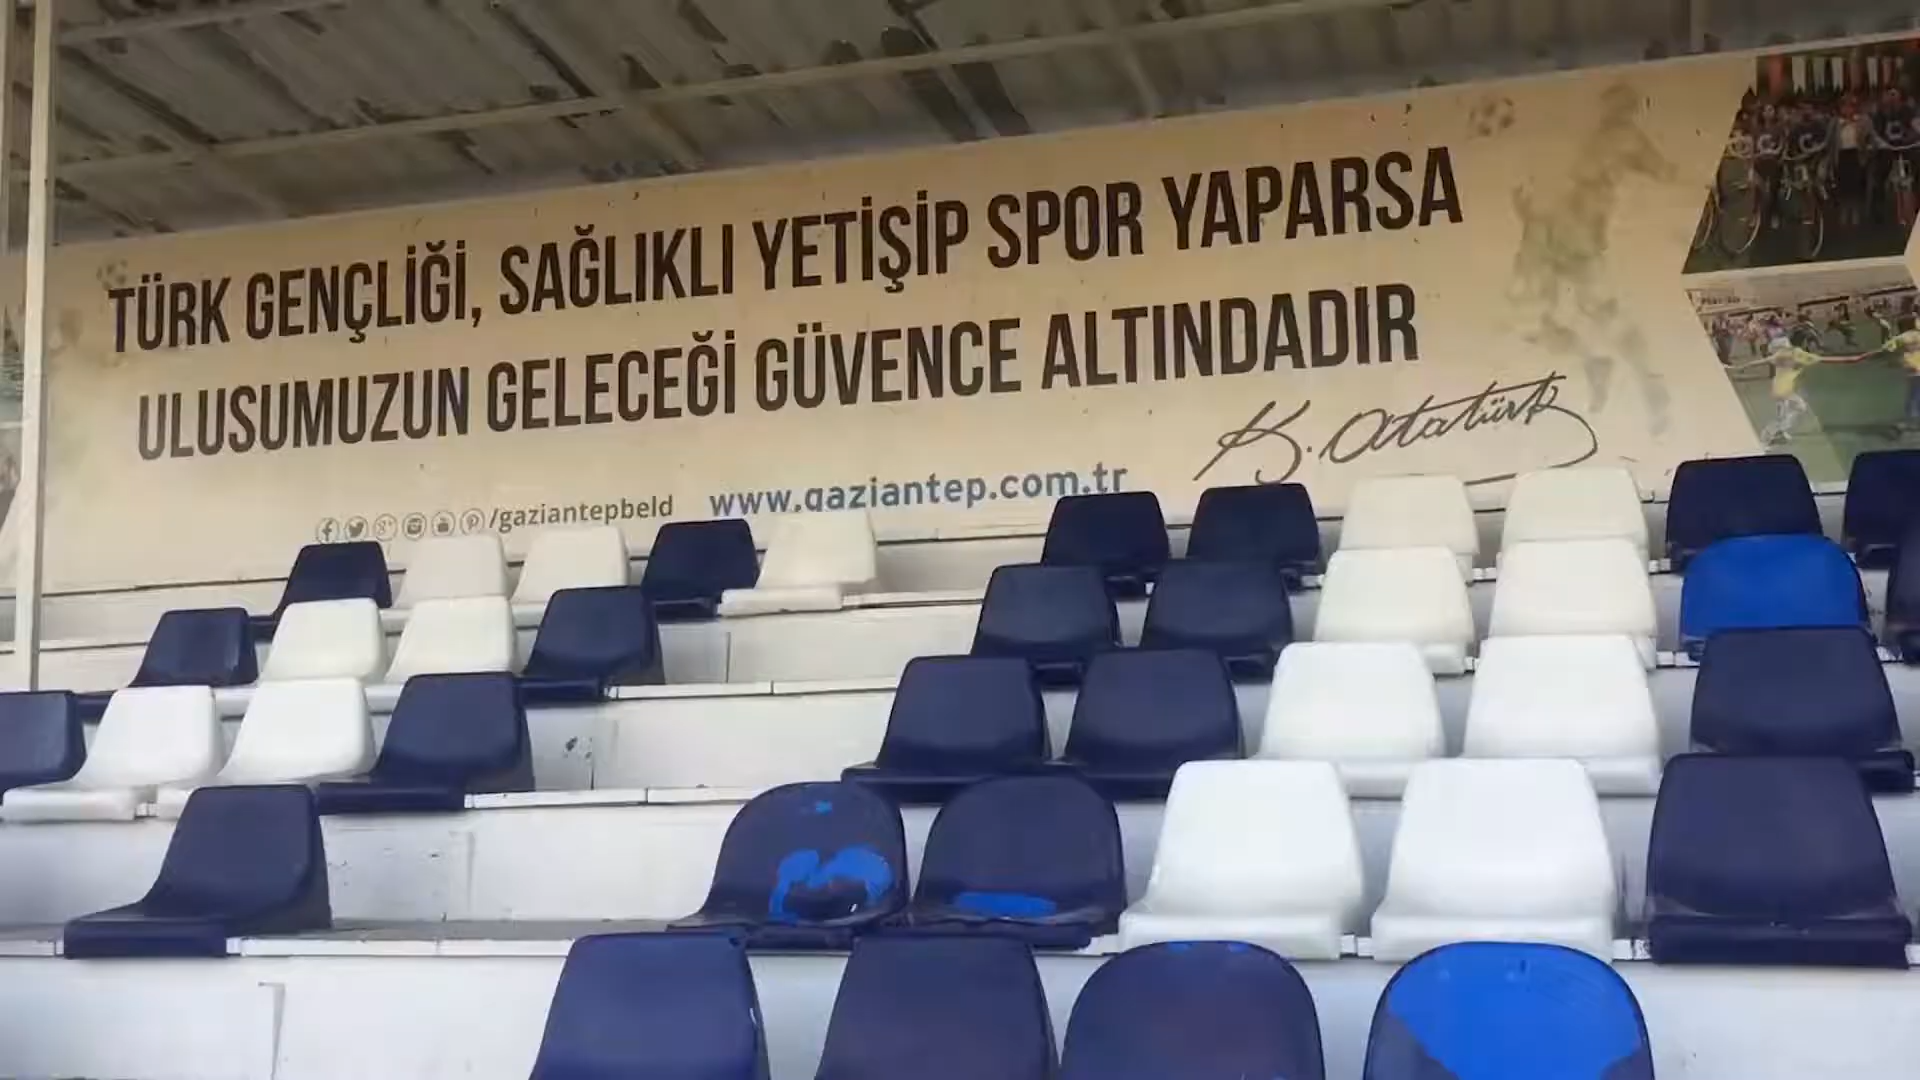 TÜRK GENÇLİĞİ, SAĞLIKLI YETİŞİP SPOR YAPARSA
ULUSUMUZUN GELECEĞİ GÜVENCE ALTINDADIR
K. Atatürk
/gaziantepbeld www.gaziantep.com.tr